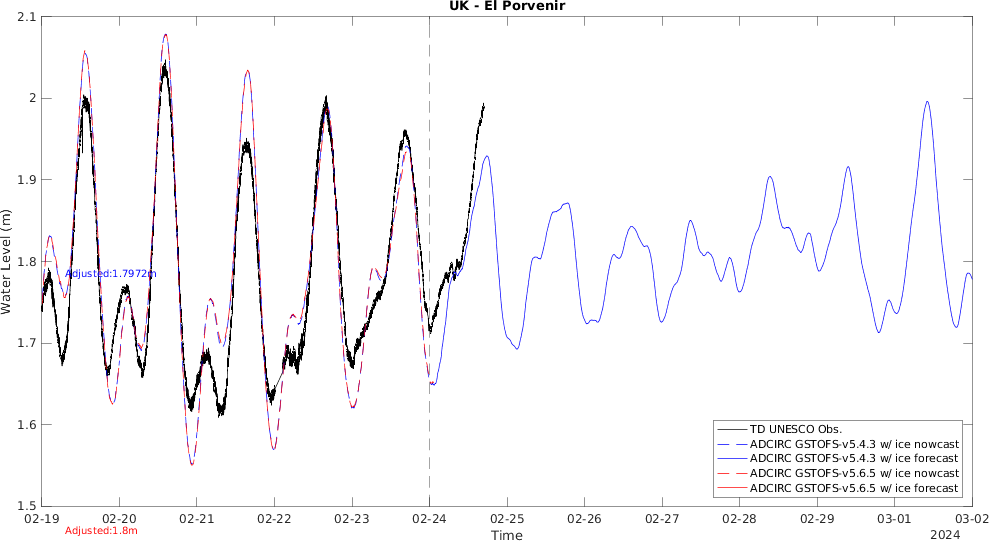 UK - El Porvenir
2.1
2
1.9
1.8
1.7
1.6
1.5
Water Level (m)
Adjusted:1.7972m
Adjusted:1.8m
TD UNESCO Obs.
ADCIRC GSTOFS-v5.4.3 w/ ice nowcast
ADCIRC GSTOFS-v5.4.3 w/ ice forecast
ADCIRC GSTOFS-v5.6.5 w/ ice nowcast
ADCIRC GSTOFS-v5.6.5 w/ ice forecast
02-19 02-20 02-21 02-22 02-23 02-24 02-25 02-26 02-27 02-28 02-29 03-01 03-02
Time
2024